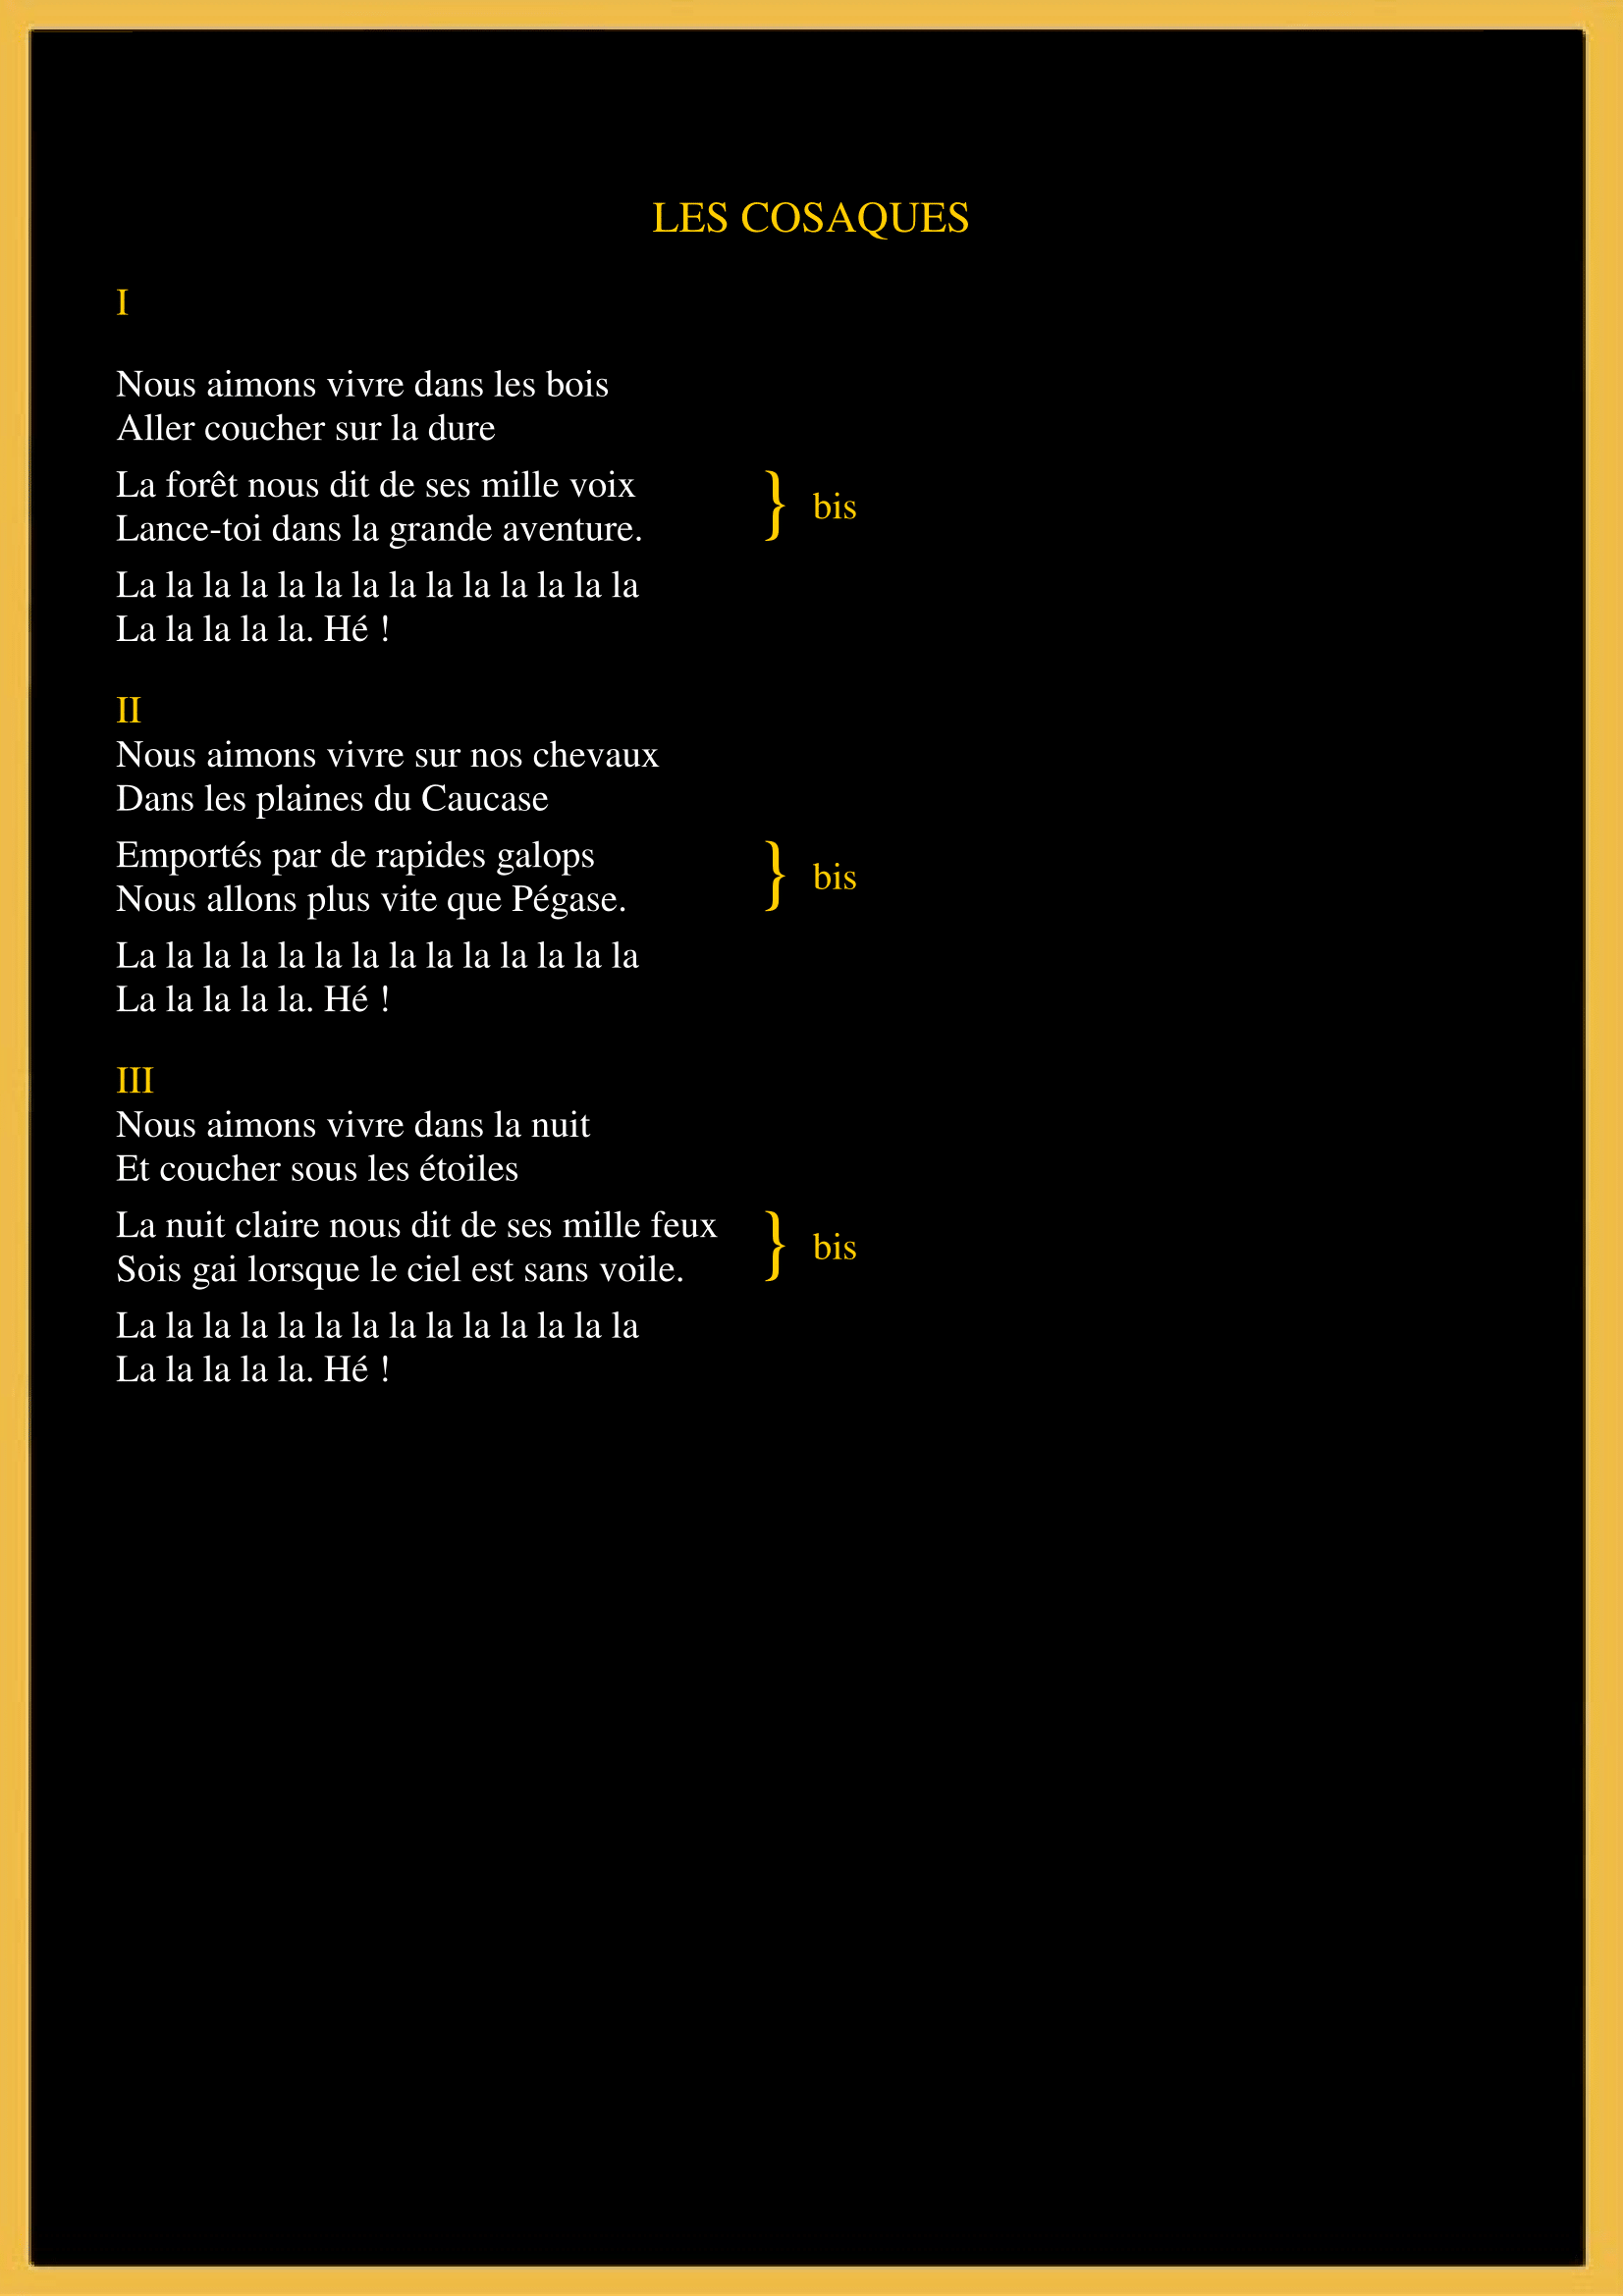 LES COSAQUES
I
Nous aimons vivre dans les bois
Aller coucher sur la dure
La forêt nous dit de ses mille voix
Lance-toi dans la grande aventure.
} bis
La la la la la la la la la la la la la la
La la la la la. Hé !
II
Nous aimons vivre sur nos chevaux
Dans les plaines du Caucase
Emportés par de rapides galops
Nous allons plus vite que Pégase.
} bis
La la la la la la la la la la la la la la
La la la la la. Hé !
III
Nous aimons vivre dans la nuit
Et coucher sous les étoiles
La nuit claire nous dit de ses mille feux
Sois gai lorsque le ciel est sans voile.
} bis
La la la la la la la la la la la la la la
La la la la la. Hé !